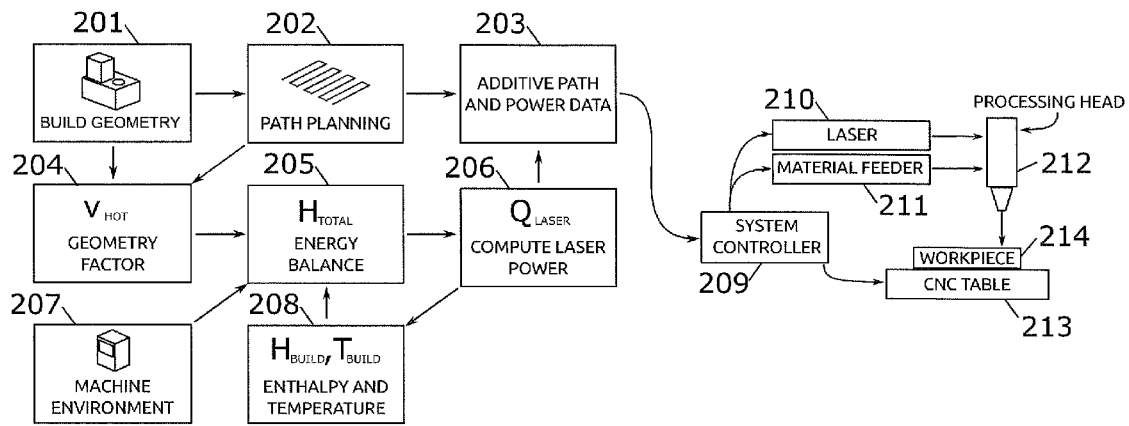 201
BUILD GEOMETRY
202
PATH PLANNING
203
ADDITIVE PATH
AND POWER DATA
204
V HOT
GEOMETRY
FACTOR
205
H TOTAL
ENERGY
BALANCE
206
Q LASER
COMPUTE LASER
POWER
207
MACHINE
ENVIRONMENT
208
H BUILD, T BUILD
ENTHALPY AND
TEMPERATURE
210
LASER
MATERIAL FEEDER
211
PROCESSING HEAD
212
SYSTEM
CONTROLLER
209
214
WORKPIECE
CNC TABLE
213